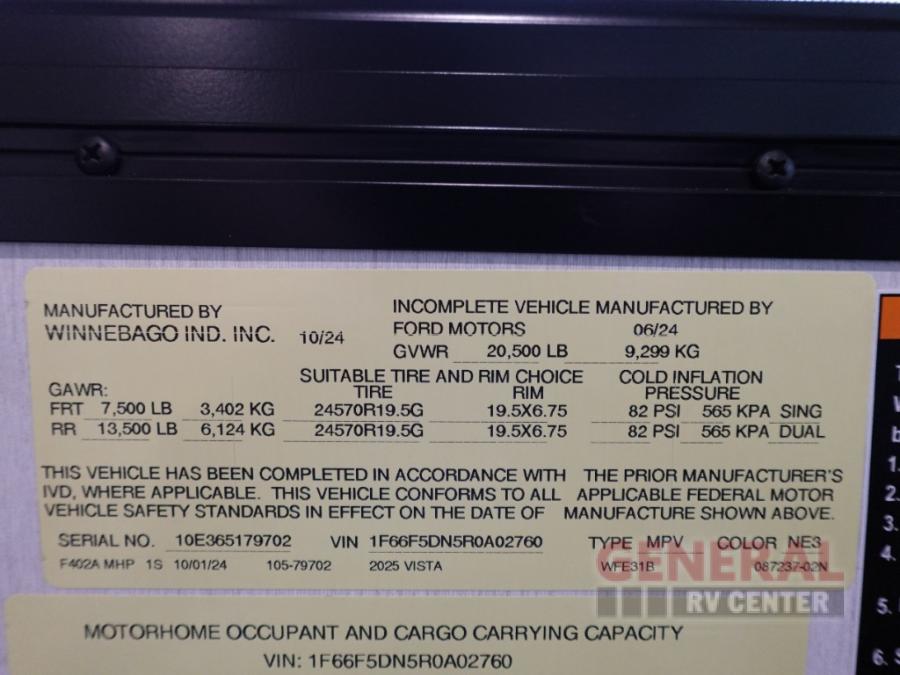 MANUFACTURED BY
WINNEBAGO IND. INC. 10/24
INCOMPLETE VEHICLE MANUFACTURED BY
FORD MOTORS 06/24
GVWR 20,500 LB 9,299 KG
GAWR: SUITABLE TIRE AND RIM CHOICE COLD INFLATION
TIRE RIM PRESSURE
FRT 7,500 LB 3,402 KG 24570R19.5G 19.5X6.75 82 PSI 565 KPA SING
RR 13,500 LB 6,124 KG 24570R19.5G 19.5X6.75 82 PSI 565 KPA DUAL
THIS VEHICLE HAS BEEN COMPLETED IN ACCORDANCE WITH THE PRIOR MANUFACTURER'S
IVD, WHERE APPLICABLE. THIS VEHICLE CONFORMS TO ALL APPLICABLE FEDERAL MOTOR
VEHICLE SAFETY STANDARDS IN EFFECT ON THE DATE OF MANUFACTURE SHOWN ABOVE.
SERIAL NO. 10E365179702 VIN 1F66F5DN5R0A02760 TYPE MPV COLOR NE3
F402A MHP 1S 10/01/24 105-79702 2025 VISTA WFE31B 087237-02N
GENERAL
RV CENTER
MOTORHOME OCCUPANT AND CARGO CARRYING CAPACITY
VIN: 1F66F5DN5R0A02760
1.
2.
3.
4.
5.
6.